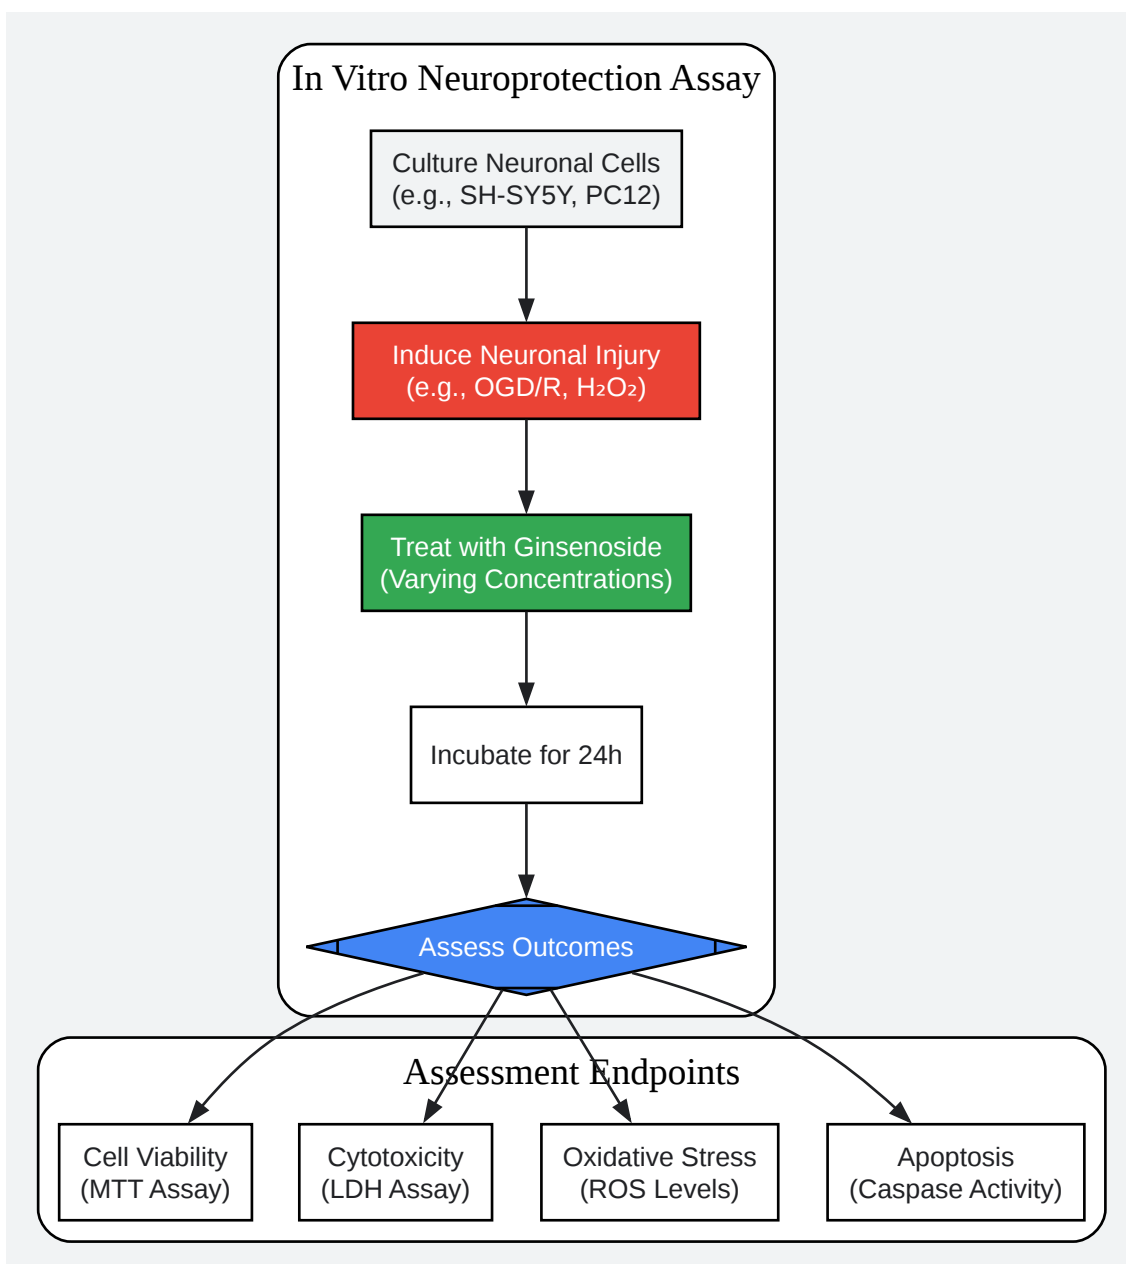 In Vitro Neuroprotection Assay
Culture Neuronal Cells
(e.g., SH-SY5Y, PC12)
Induce Neuronal Injury
(e.g., OGD/R, H₂O₂)
Treat with Ginsenoside
(Varying Concentrations)
Incubate for 24h
Assess Outcomes
Assessment Endpoints
Cell Viability
(MTT Assay)
Cytotoxicity
(LDH Assay)
Oxidative Stress
(ROS Levels)
Apoptosis
(Caspase Activity)